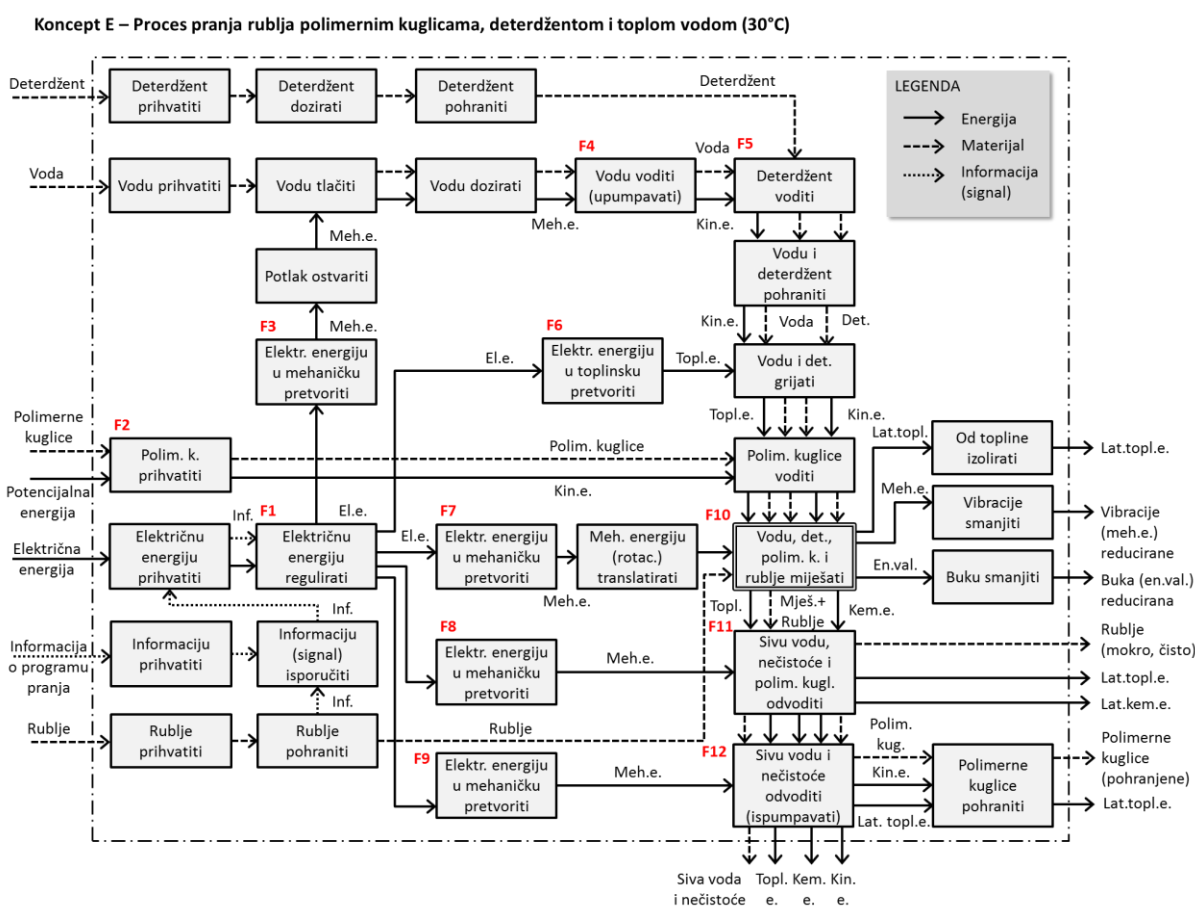 Koncept E – Proces pranja rublja polimernim kuglicama, deterdžentom i toplom vodom (30°C)
Deterdžent
Deterdžent
prihvatiti
Deterdžent
dozirati
Deterdžent
pohraniti
Deterdžent
LEGENDA
Energija
Materijal
Informacija
(signal)
Voda
Vodu prihvatiti
Vodu tlačiti
Vodu dozirati
F4
Vodu voditi
(upumpavati)
Voda
F5
Deterdžent
voditi
Meh.e.
Meh.e.
Kin.e.
Potlak ostvariti
Vodu i
deterdžent
pohraniti
F3
Meh.e.
Elektr. energiju
u mehaničku
pretvoriti
El.e.
F6
Elektr. energiju
u toplinsku
pretvoriti
Topl.e.
Kin.e.
Voda
Det.
Vodu i det.
grijati
Topl.e.
Kin.e.
Polimerne
kuglice
F2
Polim. k.
prihvatiti
Polim. kuglice
Kin.e.
Polim. kuglice
voditi
Potencijalna
energija
Lat.topl.
Od topline
izolirati
Lat.topl.e.
Meh.e.
Vibracije
smanjiti
Vibracije
(meh.e.)
reducirane
En.val.
Buku smanjiti
Buka (en.val.)
reducirana
Električna
energija
Električnu
energiju
prihvatiti
Inf.
F1
Električnu
energiju
regulirati
El.e.
El.e.
F7
Elektr. energiju
u mehaničku
pretvoriti
Meh.e.
Meh. energiju
(rotac.)
translatirati
F10
Vodu, det.,
polim. k. i
rublje miješati
Topl.
Mješ.+
Rublje
Kem.e.
Informacija
o programu
pranja
Informaciju
prihvatiti
Inf.
Informaciju
(signal)
isporučiti
F8
Elektr. energiju
u mehaničku
pretvoriti
Meh.e.
F11
Sivu vodu,
nečistoće i
polim. kugl.
odvoditi
Rublje
(mokro, čisto)
Lat.topl.e.
Lat.kem.e.
Rublje
Rublje
prihvatiti
Inf.
Rublje
pohraniti
Rublje
F9
Elektr. energiju
u mehaničku
pretvoriti
Meh.e.
F12
Sivu vodu i
nečistoće
odvoditi
(ispumpavati)
Polim.
kug.
Kin.e.
Lat. topl.e.
Polimerne
kuglice
pohraniti
Polimerne
kuglice
(pohranjene)
Lat.topl.e.
Siva voda
i nečistoće
Topl.
e.
Kem.
e.
Kin.
e.